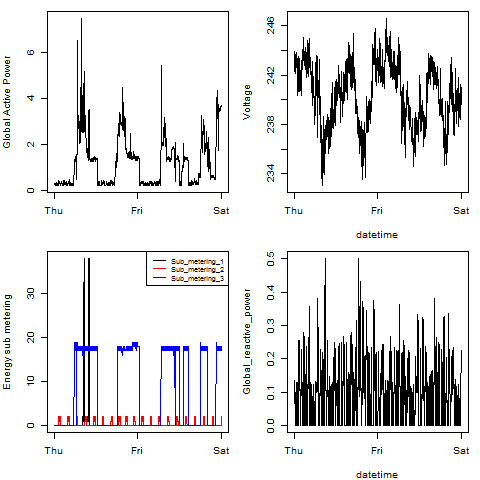 Global Active Power
6
4
2
0
Thu
Fri
Sat
Voltage
246
242
238
234
Thu
Fri
Sat
datetime
Energy sub metering
30
20
10
0
Sub_metering_1
Sub_metering_2
Sub_metering_3
Thu
Fri
Sat
Global_reactive_power
0.5
0.4
0.3
0.2
0.1
0.0
Thu
Fri
Sat
datetime